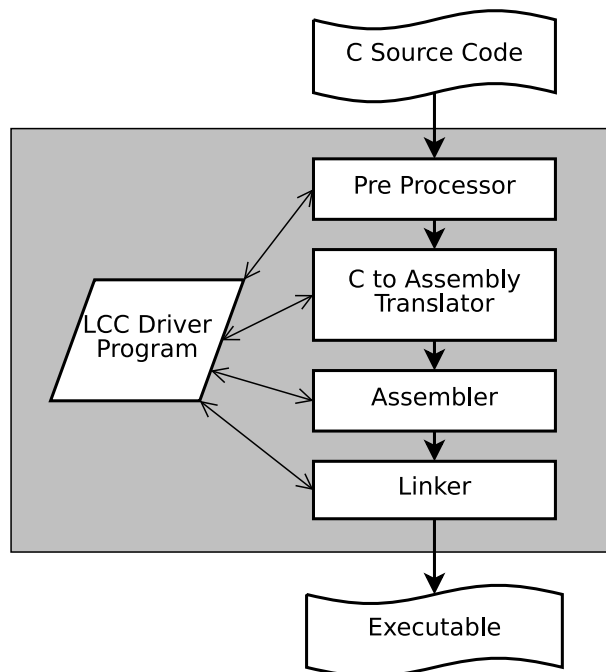 C Source Code
Pre Processor
C to Assembly
Translator
LCC Driver
Program
Assembler
Linker
Executable